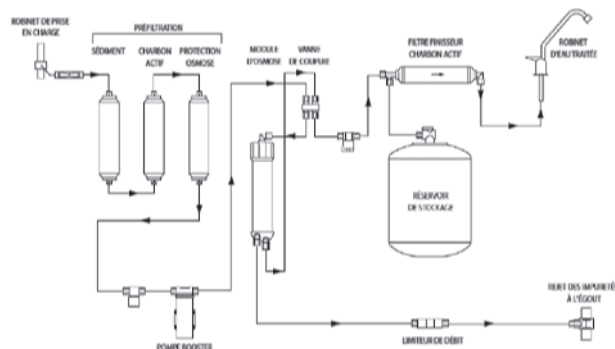 ROBINET DE PRISE
EN CHARGE
PRÉFILTRATION
SÉDIMENT
CHARBON
ACTIF
PROTECTION
OSMOSE
MODULE
D'OSMOSE
VANNE
DE COUPURE
FILTRE FINISSEUR
CHARBON ACTIF
ROBINET
D'EAU TRAITÉE
RÉSERVOIR
DE STOCKAGE
POMPE BOOSTER
LIMITEUR DE DÉBIT
REJET DES IMPURETÉS
À L'ÉGOUT